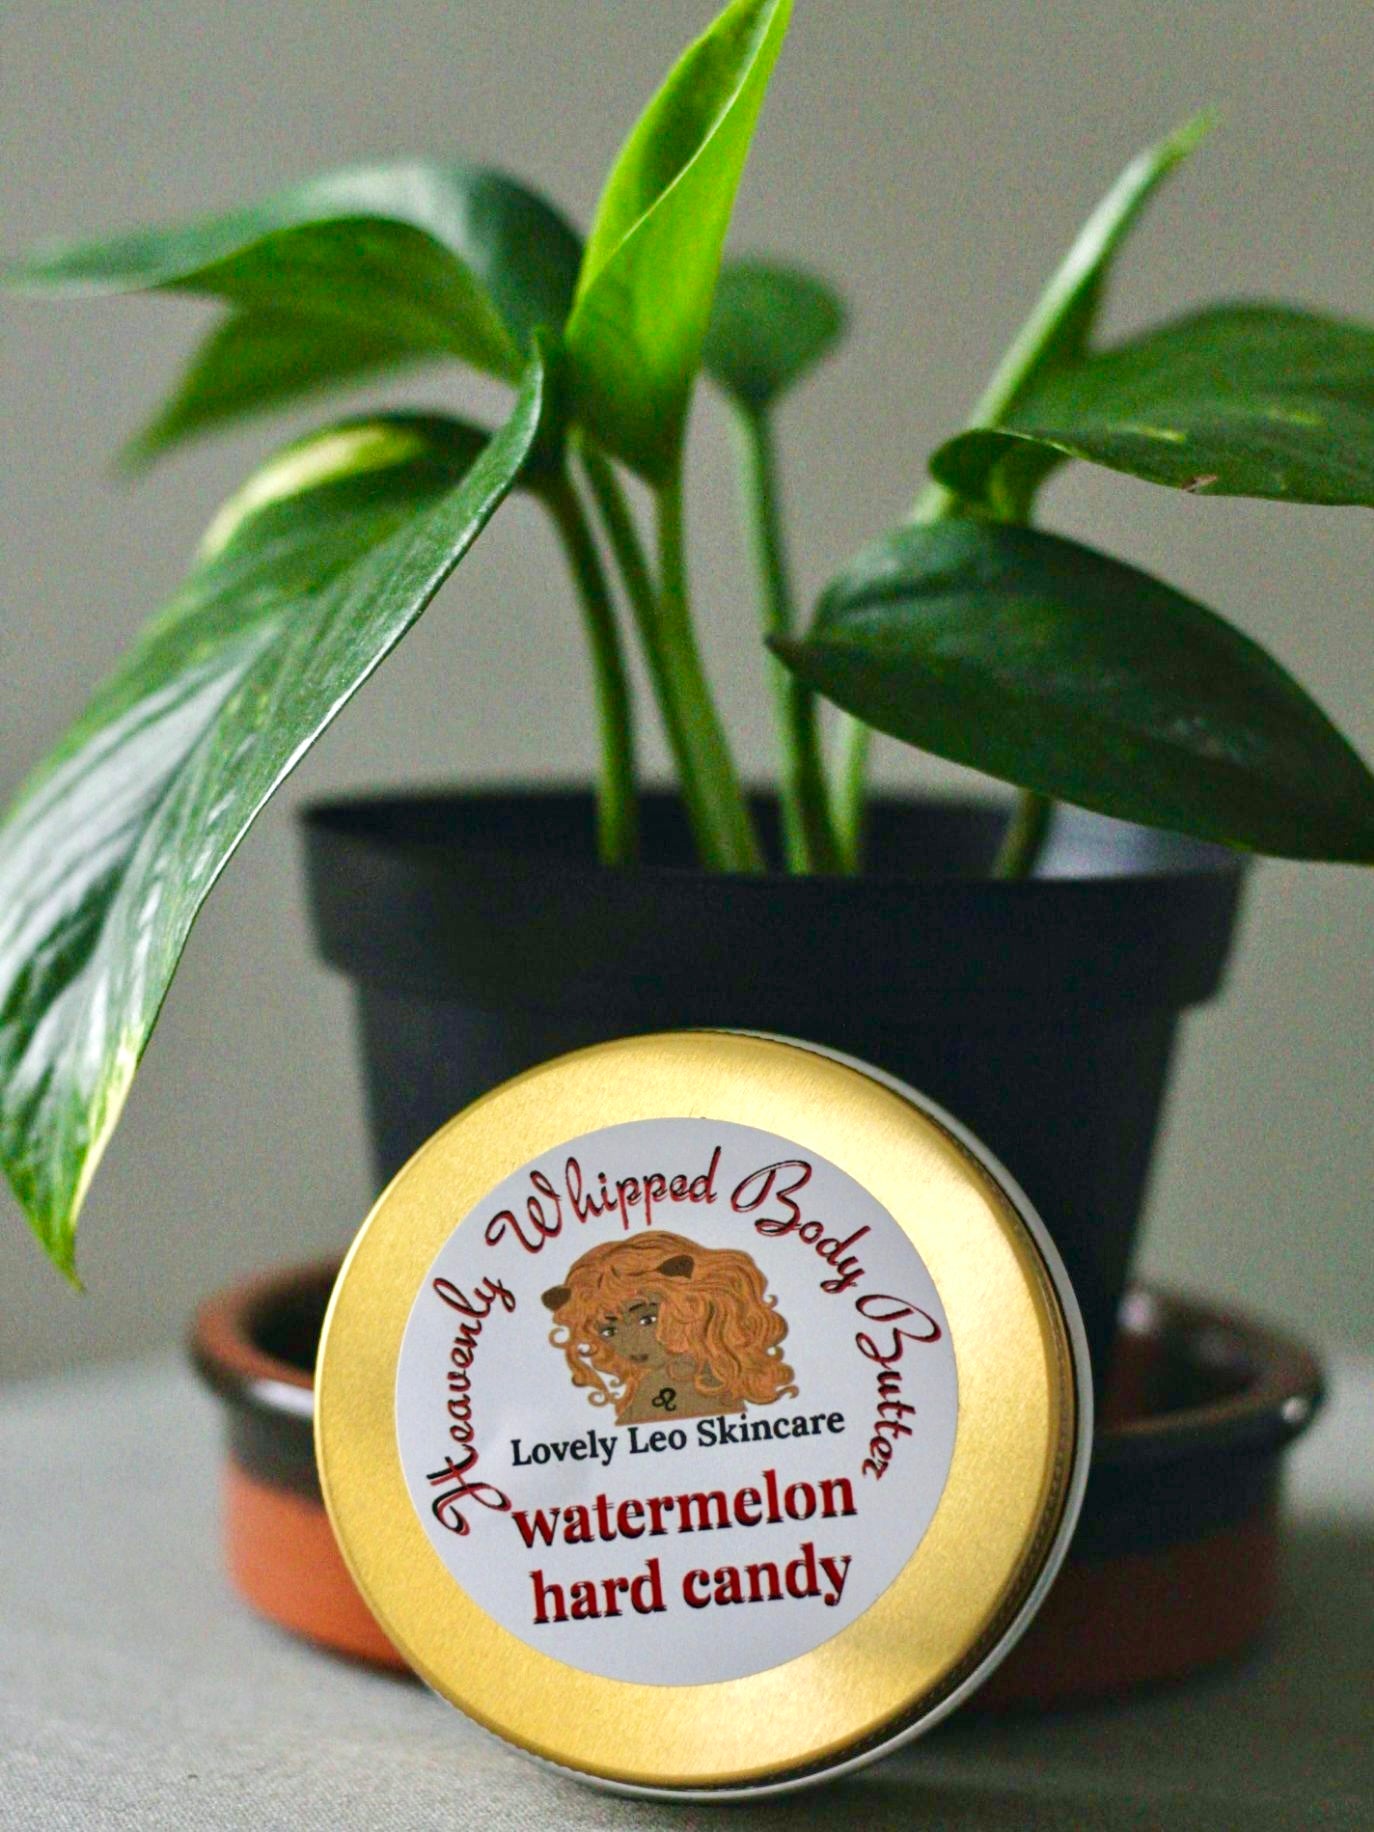 Heavenly Whipped Body Butter
♌
Lovely Leo Skincare
watermelon
hard candy